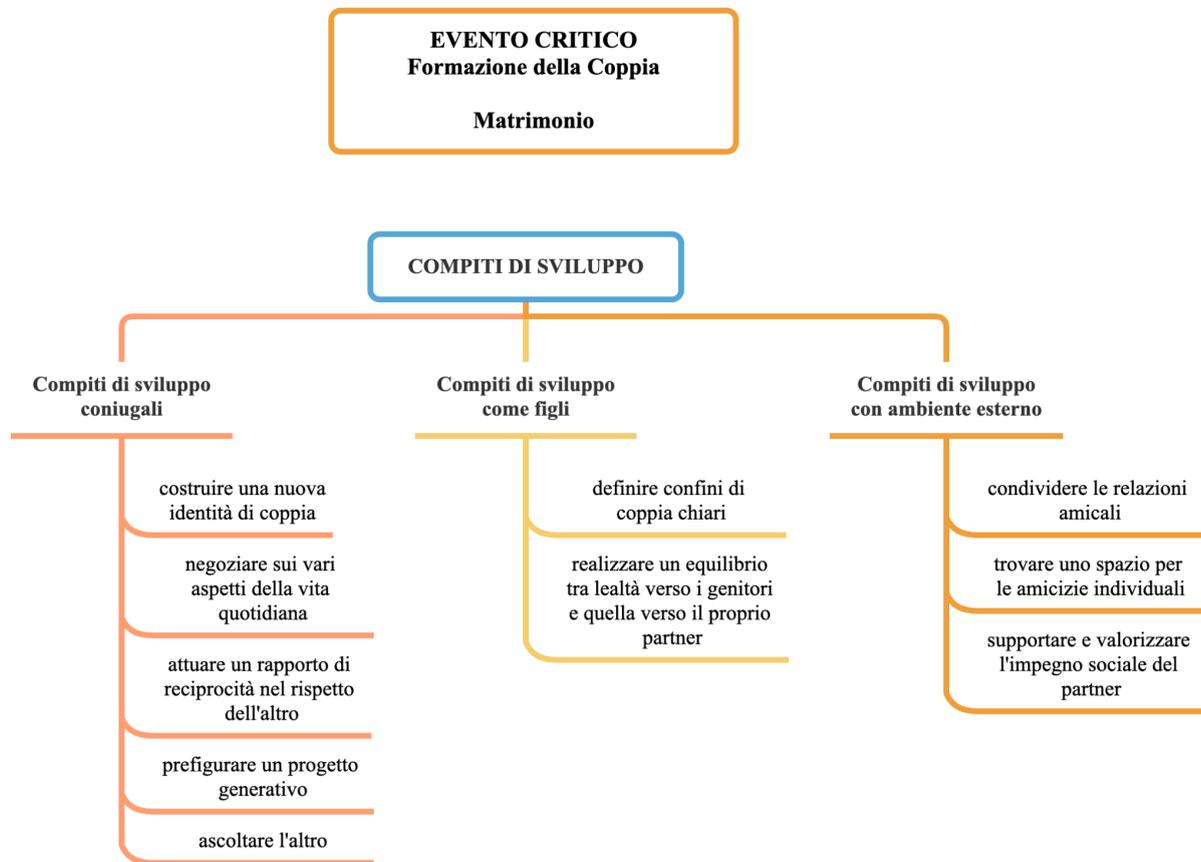 EVENTO CRITICO
Formazione della Coppia
Matrimonio
COMPITI DI SVILUPPO
Compiti di sviluppo
coniugali
costruire una nuova
identità di coppia
negoziare sui vari
aspetti della vita
quotidiana
attuare un rapporto di
reciprocità nel rispetto
dell'altro
prefigurare un progetto
generativo
ascoltare l'altro
Compiti di sviluppo
come figli
definire confini di
coppia chiari
realizzare un equilibrio
tra lealtà verso i genitori
e quella verso il proprio
partner
Compiti di sviluppo
con ambiente esterno
condividere le relazioni
amicali
trovare uno spazio per
le amicizie individuali
supportare e valorizzare
l'impegno sociale del
partner